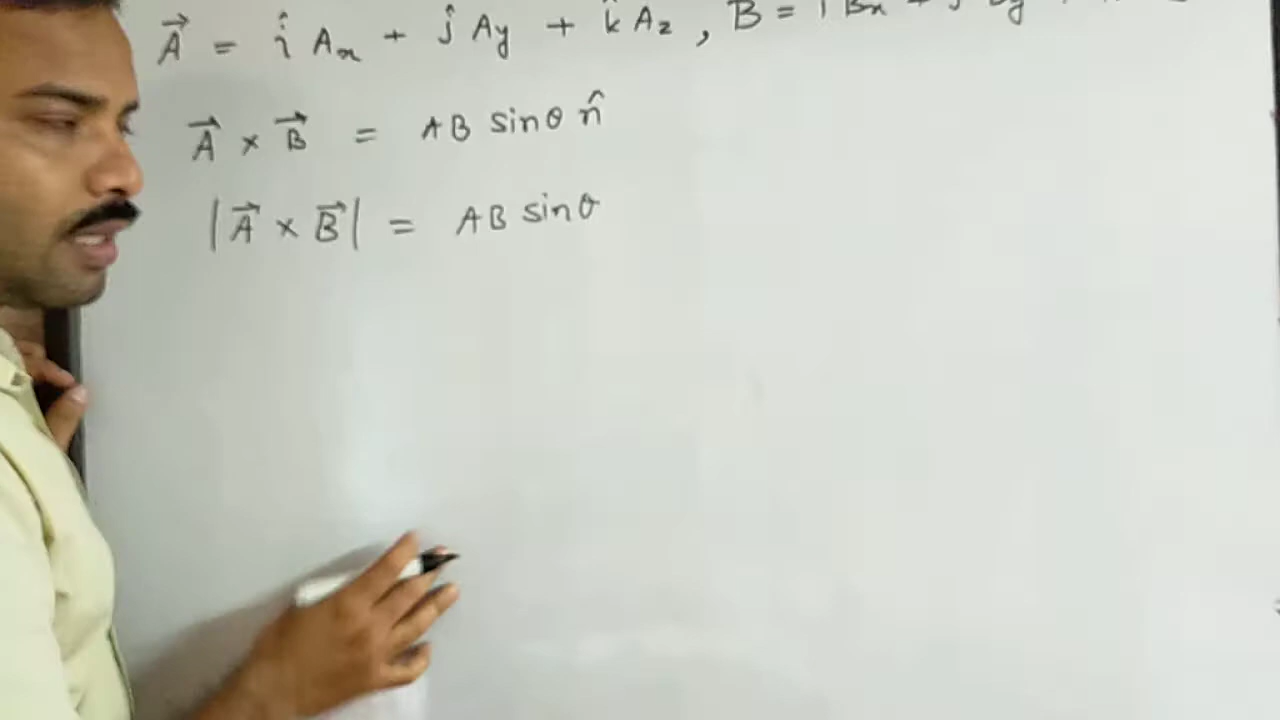 A⃗ = î Aₓ + ĵ Ay + k̂ Az , B =
A⃗ × B⃗ = AB sinθ n̂
|A⃗ × B⃗| = AB sinθ